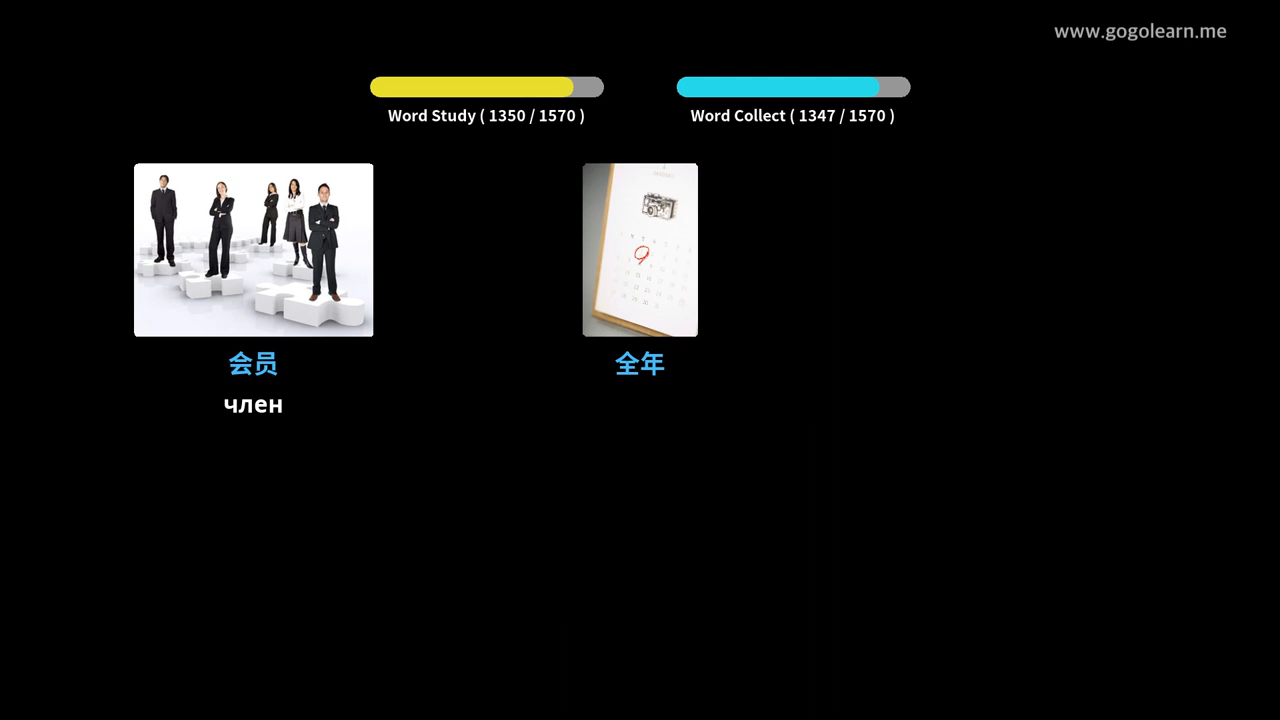 www.gogolearn.me
Word Study ( 1350 / 1570 )
Word Collect ( 1347 / 1570 )
会员
член
全年